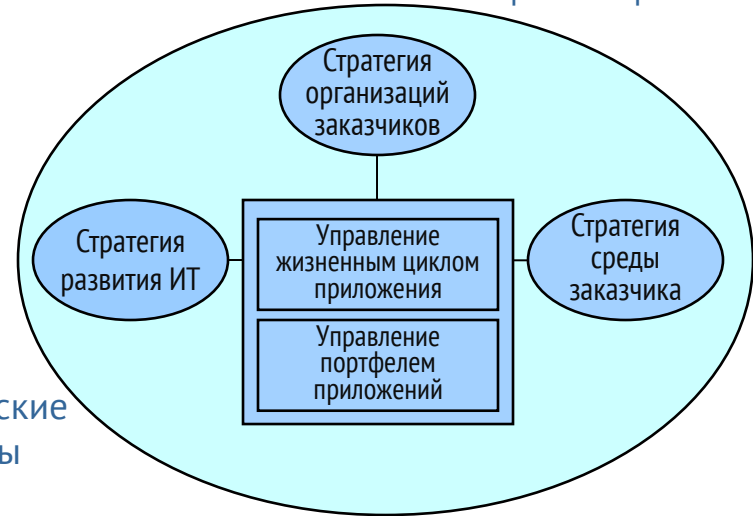 Стратегия
организаций
заказчиков
Стратегия
развития ИТ
Управление
жизненным циклом
приложения
Стратегия
среды
заказчика
Управление
портфелем
приложений
ские
ы